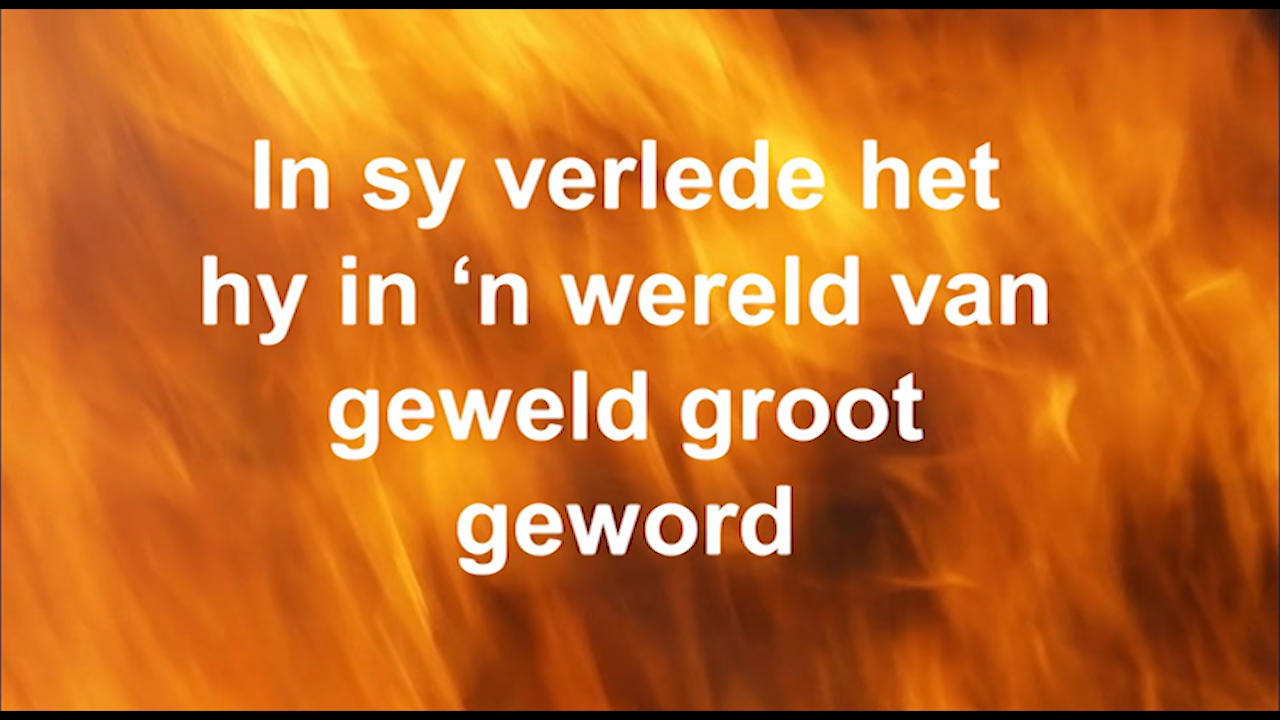 In sy verlede het
hy in ‘n wereld van
geweld groot
geword